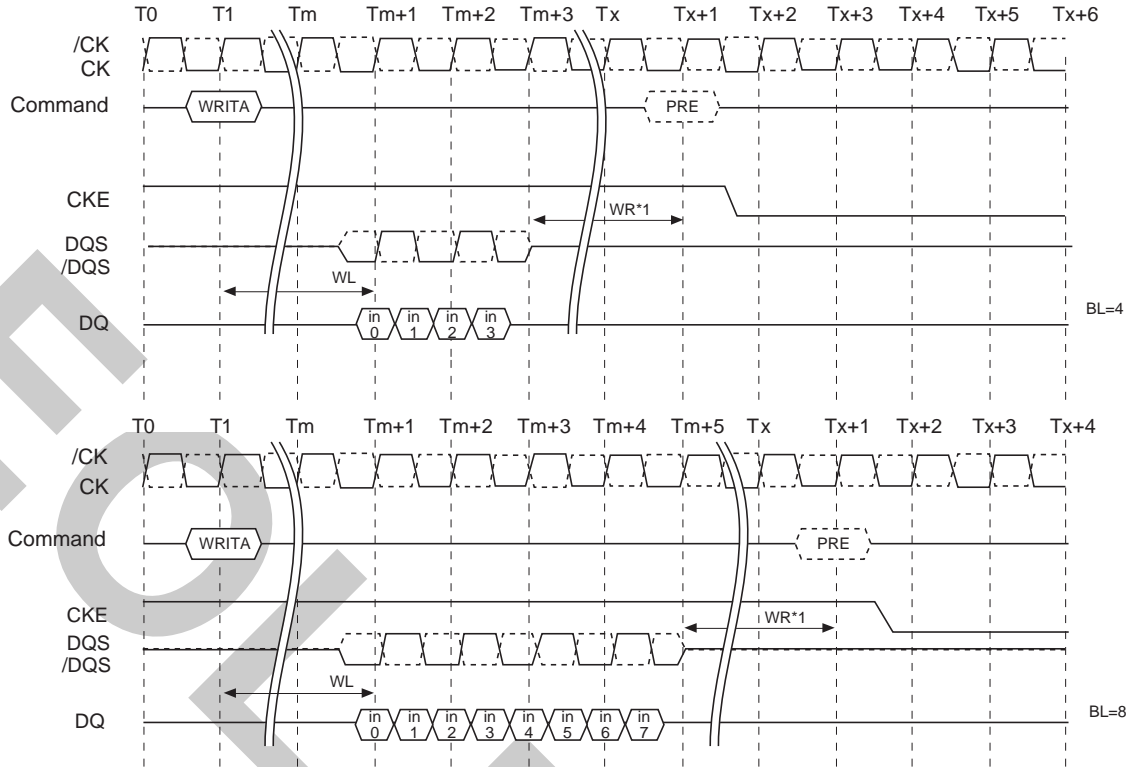 T0 T1 Tm Tm+1 Tm+2 Tm+3 Tx Tx+1 Tx+2 Tx+3 Tx+4 Tx+5 Tx+6
/CK
CK
Command WRITA PRE
CKE
WR*1
DQS
/DQS
WL
DQ in 0 in 1 in 2 in 3 BL=4
T0 T1 Tm Tm+1 Tm+2 Tm+3 Tm+4 Tm+5 Tx Tx+1 Tx+2 Tx+3 Tx+4
/CK
CK
Command WRITA PRE
CKE
WR*1
DQS
/DQS
WL
DQ in 0 in 1 in 2 in 3 in 4 in 5 in 6 in 7 BL=8